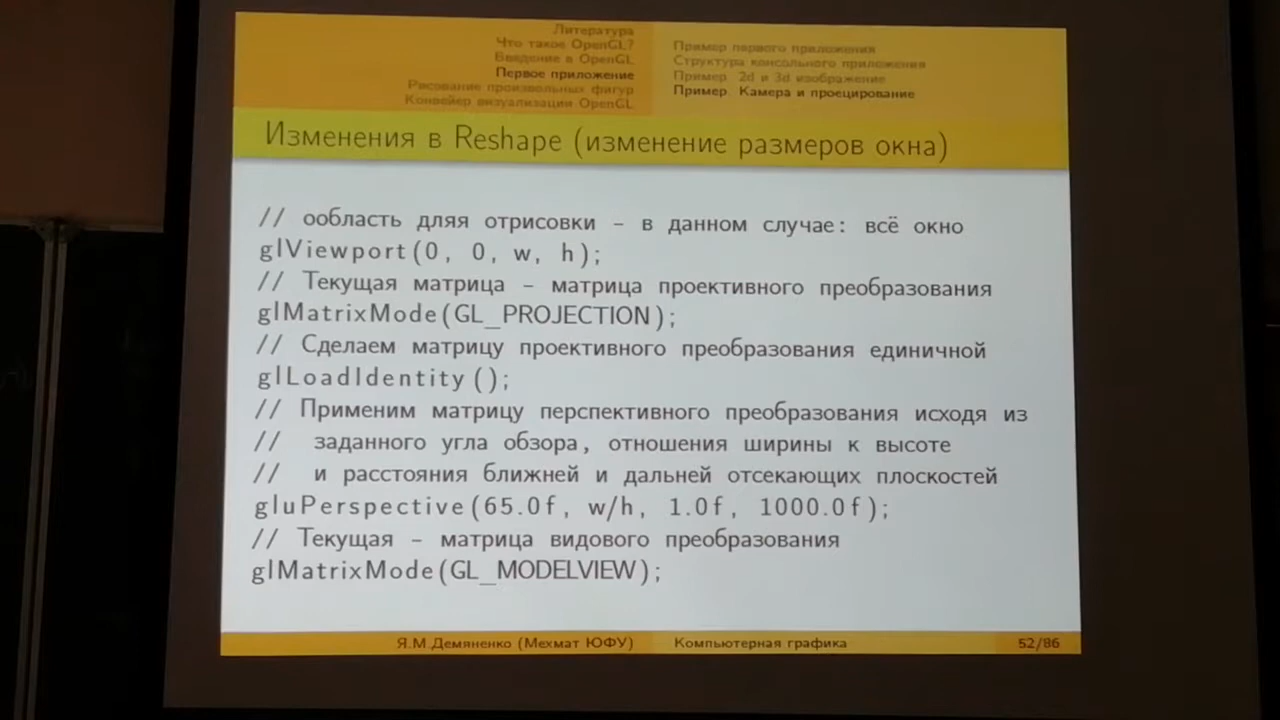 Литература
Что такое OpenGL?
Введение в OpenGL
Первое приложение
Рисование произвольных фигур
Конвейер визуализации OpenGL
Пример первого приложения
Структура консольного приложения
Пример. 2d и 3d изображение
Пример. Камера и проецирование
Изменения в Reshape (изменение размеров окна)
// ообласть дляя отрисовки – в данном случае: всё окно
glViewport(0, 0, w, h);
// Текущая матрица – матрица проективного преобразования
glMatrixMode(GL_PROJECTION);
// Сделаем матрицу проективного преобразования единичной
glLoadIdentity();
// Применим матрицу перспективного преобразования исходя из
// заданного угла обзора, отношения ширины к высоте
// и расстояния ближней и дальней отсекающих плоскостей
gluPerspective(65.0f, w/h, 1.0f, 1000.0f);
// Текущая – матрица видового преобразования
glMatrixMode(GL_MODELVIEW);
Я.М.Демяненко (Мехмат ЮФУ) Компьютерная графика 52/86